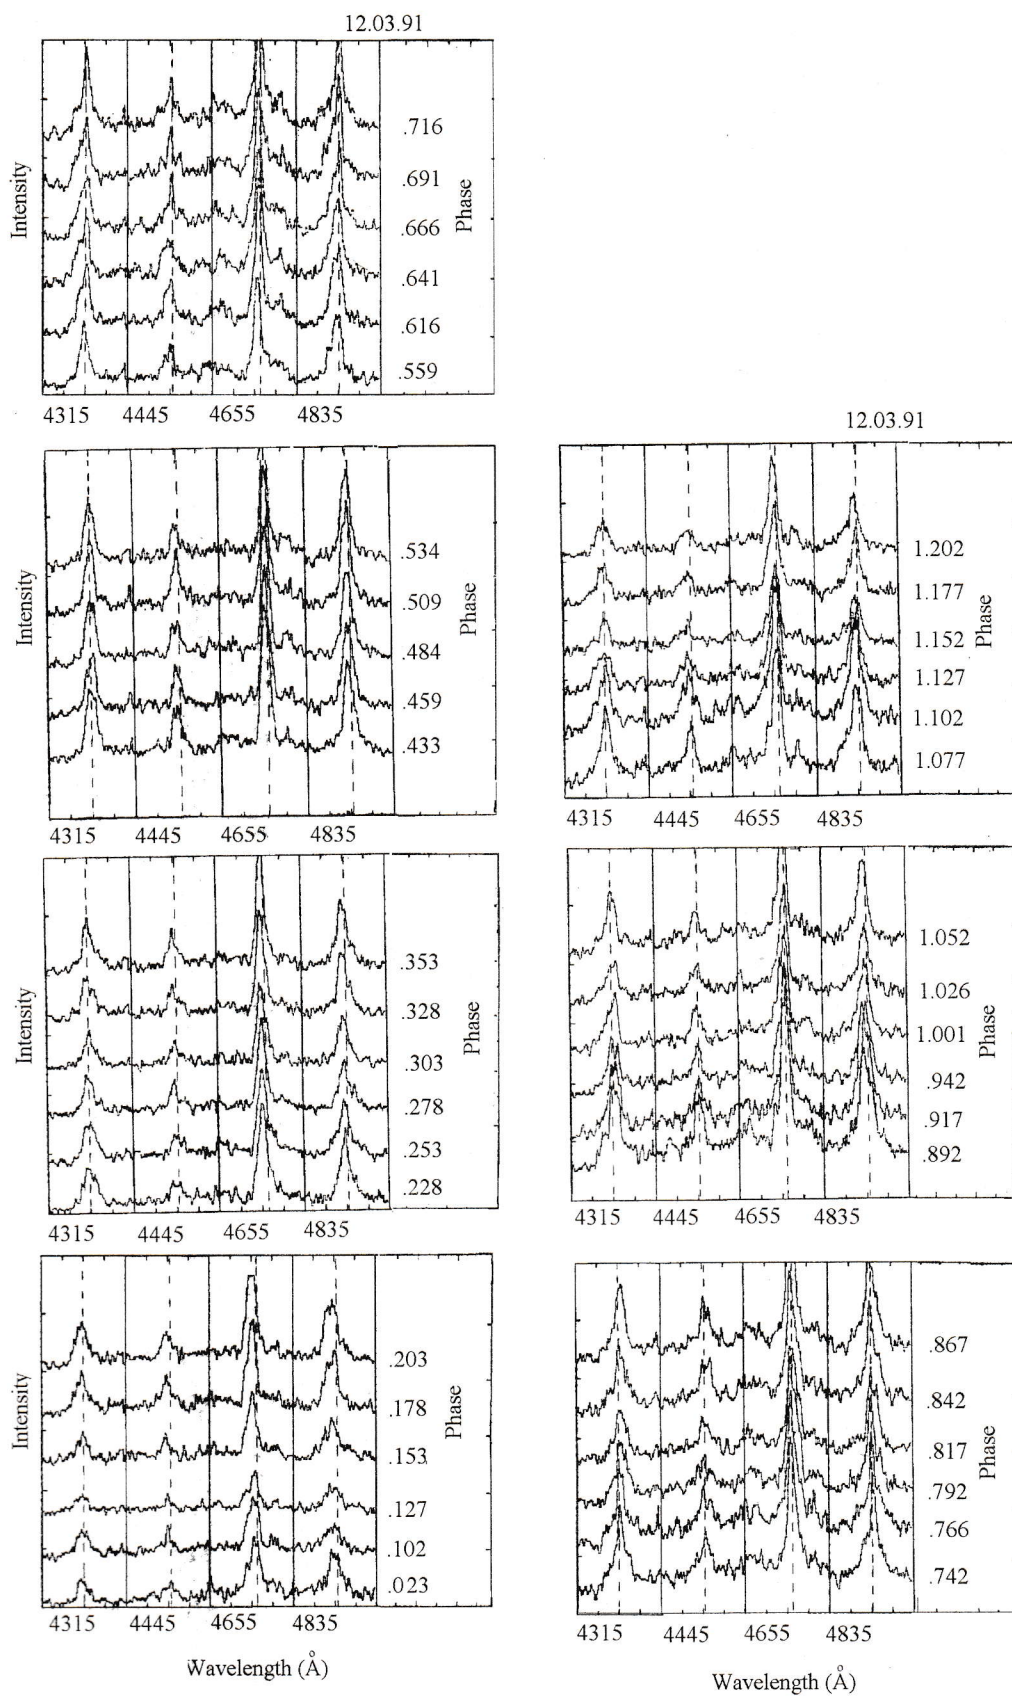 12.03.91
Intensity
.716
.691
.666
.641
.616
.559
Phase
4315 4445 4655 4835
Intensity
.534
.509
.484
.459
.433
Phase
4315 4445 4655 4835
Intensity
.353
.328
.303
.278
.253
.228
Phase
4315 4445 4655 4835
Intensity
.203
.178
.153
.127
.102
.023
Phase
4315 4445 4655 4835
Wavelength (Å)
12.03.91
1.202
1.177
1.152
1.127
1.102
1.077
Phase
4315 4445 4655 4835
1.052
1.026
1.001
.942
.917
.892
Phase
4315 4445 4655 4835
.867
.842
.817
.792
.766
.742
Phase
4315 4445 4655 4835
Wavelength (Å)